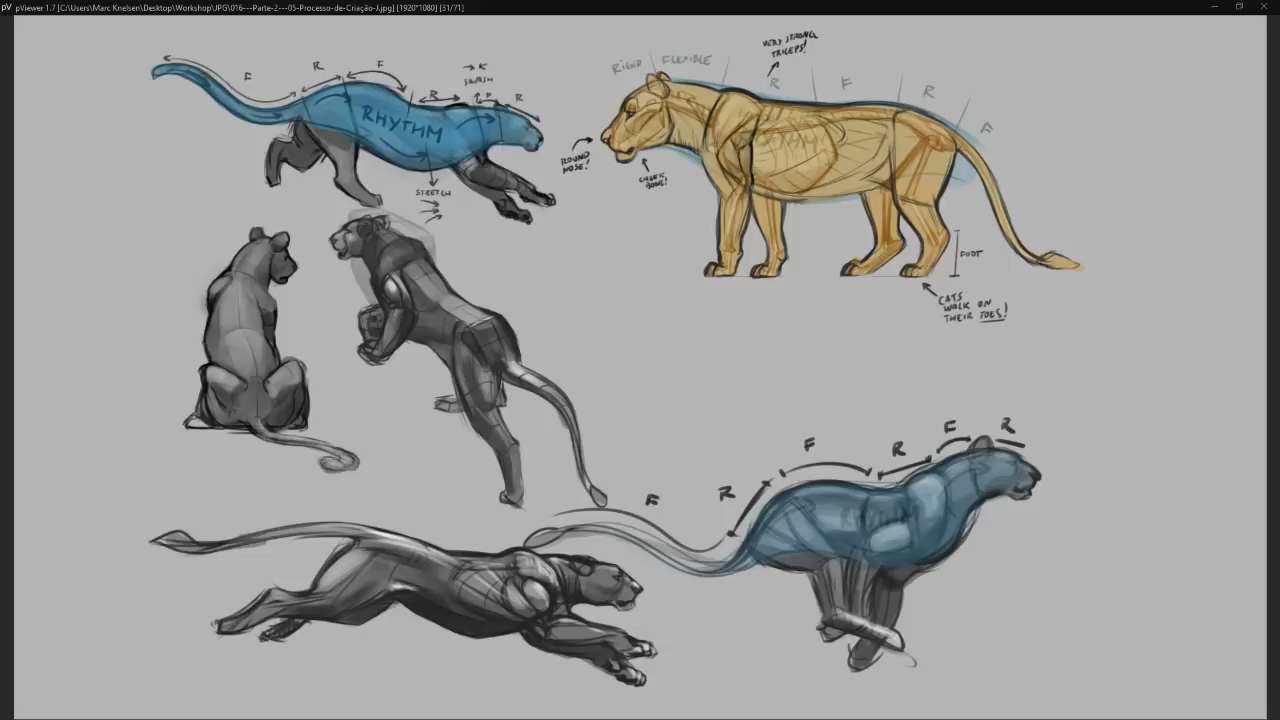 pViewer 1.7 [C:\Users\Marc Knelsen\Desktop\Workshop\JPG\016---Parte-2---05-Processo-de-Criação-J.jpg] [1920*1080] [31/71]
VERY STRONG
TRICEPS!
RIGID
FLEXIBLE
R
F
R
F
F
R
F
R
F
R
SQUASH
RHYTHM
STRETCH
ROUND
NOSE!
CHEEK
BONE!
FOOT
CATS
WALK ON
THEIR TOES!
F
R
F
R
F
R